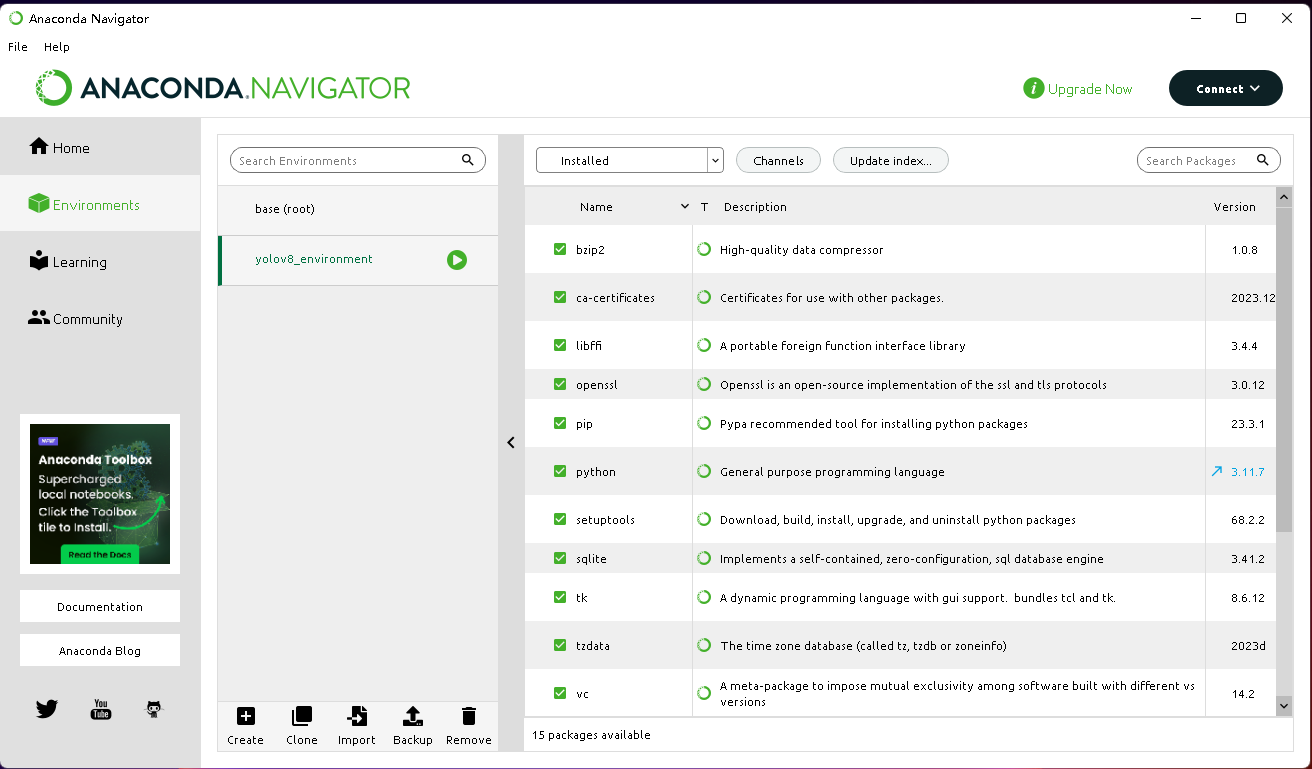 Anaconda Navigator
File Help
ANACONDA.NAVIGATOR
i Upgrade Now
Connect
Home
Environments
Learning
Community
NEW
Anaconda Toolbox
Supercharged
local notebooks.
Click the Toolbox
tile to Install.
Read the Docs
Documentation
Anaconda Blog
You
Tube
Search Environments
base (root)
yolov8_environment
Create Clone Import Backup Remove
Installed Channels Update index... Search Packages
Name T Description Version
bzip2 High-quality data compressor 1.0.8
ca-certificates Certificates for use with other packages. 2023.12
libffi A portable foreign function interface library 3.4.4
openssl Openssl is an open-source implementation of the ssl and tls protocols 3.0.12
pip Pypa recommended tool for installing python packages 23.3.1
python General purpose programming language 3.11.7
setuptools Download, build, install, upgrade, and uninstall python packages 68.2.2
sqlite Implements a self-contained, zero-configuration, sql database engine 3.41.2
tk A dynamic programming language with gui support. bundles tcl and tk. 8.6.12
tzdata The time zone database (called tz, tzdb or zoneinfo) 2023d
vc A meta-package to impose mutual exclusivity among software built with different vs
versions 14.2
15 packages available